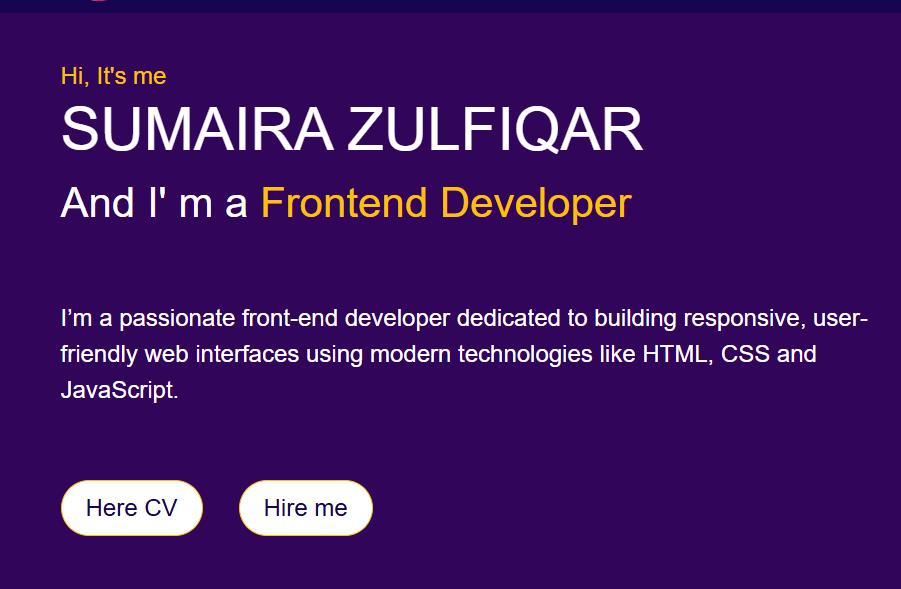 Hi, It's me
SUMAIRA ZULFIQAR
And I' m a Frontend Developer
I’m a passionate front-end developer dedicated to building responsive, user-
friendly web interfaces using modern technologies like HTML, CSS and
JavaScript.
Here CV
Hire me